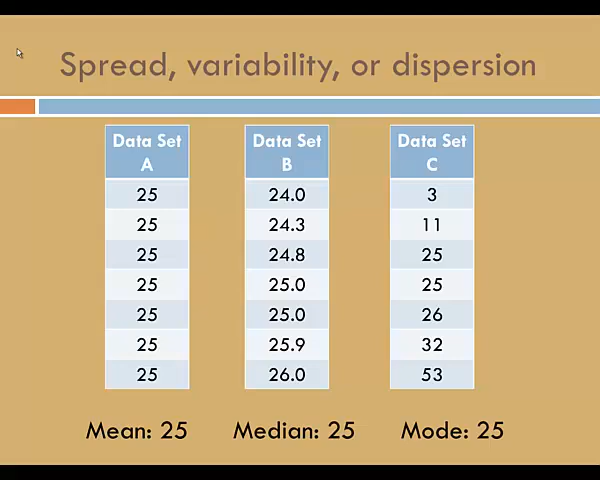 Spread, variability, or dispersion
Data Set
A
25
25
25
25
25
25
25
Data Set
B
24.0
24.3
24.8
25.0
25.0
25.9
26.0
Data Set
C
3
11
25
25
26
32
53
Mean: 25 Median: 25 Mode: 25